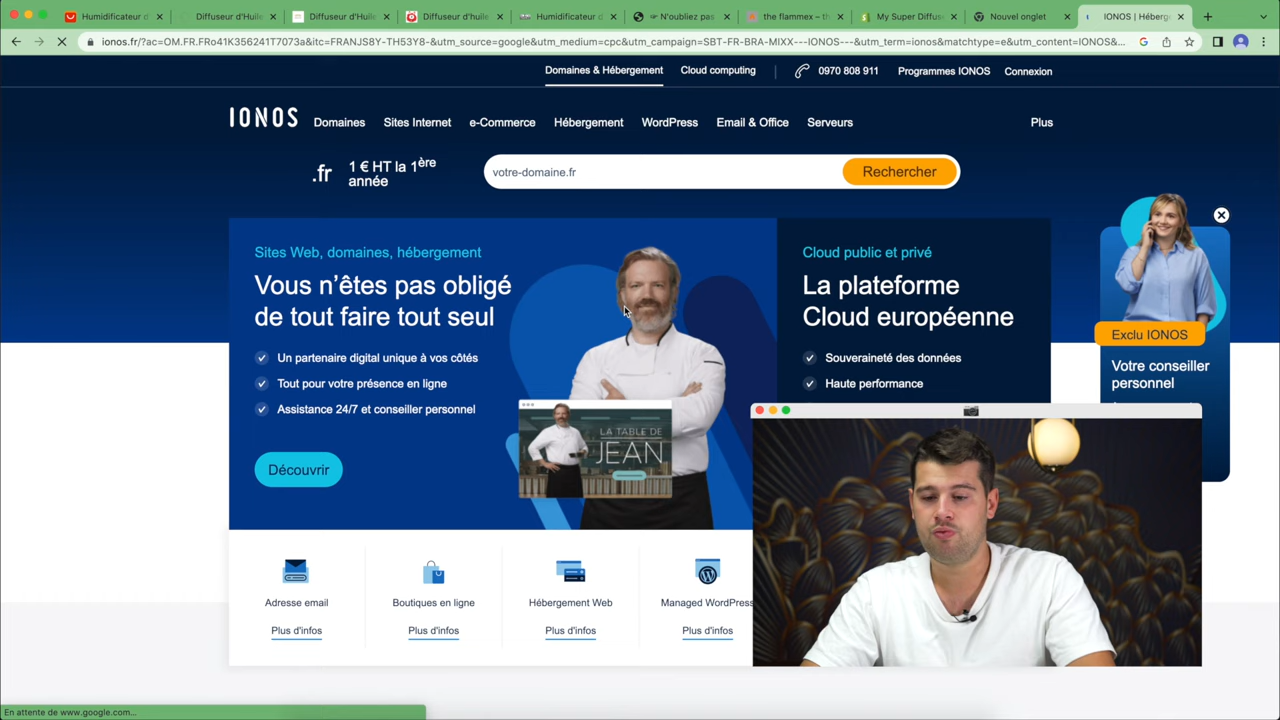 Humidificateur d
Diffuseur d'Huile
Diffuseur d'Huile
Diffuseur d'huile
Humidificateur d
☞ N'oubliez pas
the flammex – th
My Super Diffuse
Nouvel onglet
IONOS | Héberg
ionos.fr/?ac=OM.FR.FRo41K356241T7073a&itc=FRANJS8Y-TH53Y8-&utm_source=google&utm_medium=cpc&utm_campaign=SBT-FR-BRA-MIXX---IONOS---&utm_term=ionos&matchtype=e&utm_content=IONOS&...
Domaines & Hébergement
Cloud computing
0970 808 911
Programmes IONOS
Connexion
IONOS
Domaines
Sites Internet
e-Commerce
Hébergement
WordPress
Email & Office
Serveurs
Plus
.fr
1 € HT la 1ère
année
votre-domaine.fr
Rechercher
Sites Web, domaines, hébergement
Vous n'êtes pas obligé
de tout faire tout seul
Un partenaire digital unique à vos côtés
Tout pour votre présence en ligne
Assistance 24/7 et conseiller personnel
Découvrir
LA TABLE DE
JEAN
Cloud public et privé
La plateforme
Cloud européenne
Souveraineté des données
Haute performance
Exclu IONOS
Votre conseiller
personnel
Adresse email
Plus d'infos
Boutiques en ligne
Plus d'infos
Hébergement Web
Plus d'infos
Managed WordPress
Plus d'infos
En attente de www.google.com...